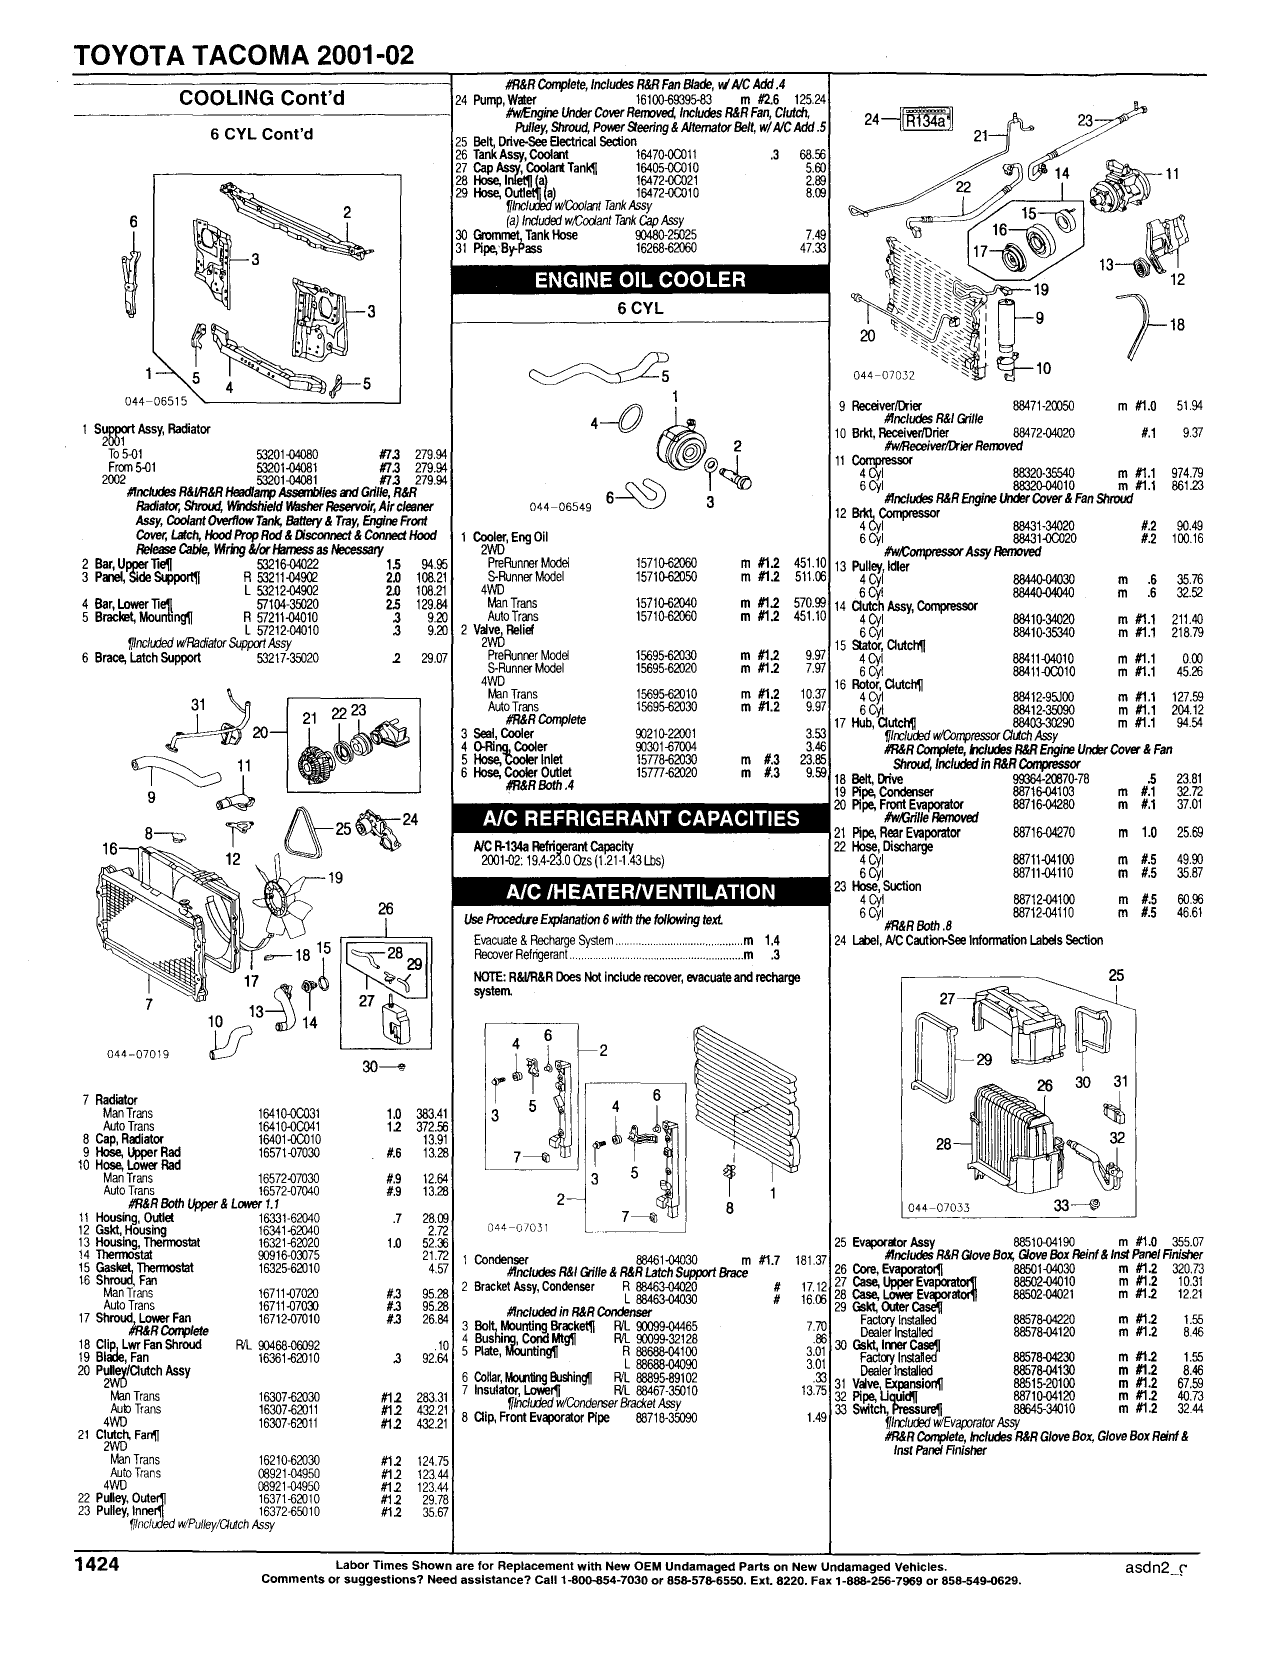 TOYOTA TACOMA 2001-02
COOLING Cont'd
6 CYL Cont'd
6
2
3
3
1
5
4
5
044-06515
1 Support Assy, Radiator
2001
To 5-01 53201-04080 #7.3 279.94
From 5-01 53201-04081 #7.3 279.94
2002 53201-04081 #7.3 279.94
#Includes R&I/R&R Headlamp Assemblies and Grille, R&R
Radiator, Shroud, Windshield Washer Reservoir, Air cleaner
Assy, Coolant Overflow Tank, Battery & Tray, Engine Front
Cover, Latch, Hood Prop Rod & Disconnect & Connect Hood
Release Cable, Wiring &/or Harness as Necessary
2 Bar, Upper Tie¶ 53216-04022 1.5 94.95
3 Panel, Side Support¶ R 53211-04902 2.0 108.21
L 53212-04902 2.0 108.21
4 Bar, Lower Tie¶ 57104-35020 2.5 129.84
5 Bracket, Mounting¶ R 57211-04010 .3 9.20
L 57212-04010 .3 9.20
¶Included w/Radiator Support Assy
6 Brace, Latch Support 53217-35020 .2 29.07
31
20
21
22 23
9
11
8
12
25
24
16
19
26
18
15
28
29
17
7
10
13
14
27
044-07019
30
7 Radiator
Man Trans 16410-0C031 1.0 383.41
Auto Trans 16410-0C041 1.2 372.56
8 Cap, Radiator 16401-0C010 13.91
9 Hose, Upper Rad 16571-07030 #.6 13.28
10 Hose, Lower Rad
Man Trans 16572-07030 #.9 12.64
Auto Trans 16572-07040 #.9 13.28
#R&R Both Upper & Lower 1.1
11 Housing, Outlet 16331-62040 .7 28.09
12 Gskt, Housing 16341-62040 2.72
13 Housing, Thermostat 16321-62020 1.0 52.36
14 Thermostat 90916-03075 21.72
15 Gasket, Thermostat 16325-62010 4.57
16 Shroud, Fan
Man Trans 16711-07020 #.3 95.28
Auto Trans 16711-07030 #.3 95.28
17 Shroud, Lower Fan 16712-07010 #.3 26.84
#R&R Complete
18 Clip, Lwr Fan Shroud R/L 90468-06092 .10
19 Blade, Fan 16361-62010 .3 92.64
20 Pulley/Clutch Assy
2WD
Man Trans 16307-62030 #1.2 283.31
Auto Trans 16307-62011 #1.2 432.21
4WD 16307-62011 #1.2 432.21
21 Clutch, Fan¶
2WD
Man Trans 16210-62030 #1.2 124.75
Auto Trans 08921-04950 #1.2 123.44
4WD 08921-04950 #1.2 123.44
22 Pulley, Outer¶ 16371-62010 #1.2 29.78
23 Pulley, Inner¶ 16372-65010 #1.2 35.67
¶Included w/Pulley/Clutch Assy
#R&R Complete, Includes R&R Fan Blade, w/ A/C Add .4
24 Pump, Water 16100-69395-83 m #2.6 125.24
#w/Engine Under Cover Removed, Includes R&R Fan, Clutch,
Pulley, Shroud, Power Steering & Alternator Belt, w/ A/C Add .5
25 Belt, Drive-See Electrical Section
26 Tank Assy, Coolant 16470-0C011 .3 68.56
27 Cap Assy, Coolant Tank¶ 16405-0C010 5.60
28 Hose, Inlet¶ (a) 16472-0C021 2.89
29 Hose, Outlet¶ (a) 16472-0C010 8.09
¶Included w/Coolant Tank Assy
(a) Included w/Coolant Tank Cap Assy
30 Grommet, Tank Hose 90480-25025 7.49
31 Pipe, By-Pass 16268-62060 47.33
ENGINE OIL COOLER
6 CYL
5
1
4
2
6
3
044-06549
1 Cooler, Eng Oil
2WD
PreRunner Model 15710-62060 m #1.2 451.10
S-Runner Model 15710-62050 m #1.2 511.06
4WD
Man Trans 15710-62040 m #1.2 570.99
Auto Trans 15710-62060 m #1.2 451.10
2 Valve, Relief
2WD
PreRunner Model 15695-62030 m #1.2 9.97
S-Runner Model 15695-62020 m #1.2 7.97
4WD
Man Trans 15695-62010 m #1.2 10.37
Auto Trans 15695-62030 m #1.2 9.97
#R&R Complete
3 Seal, Cooler 90210-22001 3.53
4 O-Ring, Cooler 90301-67004 3.46
5 Hose, Cooler Inlet 15778-62030 m #.3 23.85
6 Hose, Cooler Outlet 15777-62020 m #.3 9.59
#R&R Both .4
A/C REFRIGERANT CAPACITIES
A/C R-134a Refrigerant Capacity
2001-02: 19.4-23.0 Ozs (1.21-1.43 Lbs)
A/C /HEATER/VENTILATION
Use Procedure Explanation 6 with the following text.
Evacuate & Recharge System ........ m 1.4
Recover Refrigerant ........ m .3
NOTE: R&I/R&R Does Not include recover, evacuate and recharge
system.
4
6
2
3
5
7
6
4
3
5
2
7
8
1
044-07031
1 Condenser 88461-04030 m #1.7 181.37
#Includes R&I Grille & R&R Latch Support Brace
2 Bracket Assy, Condenser R 88463-04020 # 17.12
L 88463-04030 # 16.06
#Included in R&R Condenser
3 Bolt, Mounting Bracket¶ R/L 90099-04465 7.70
4 Bushing, Cond Mtg¶ R/L 90099-32128 .86
5 Plate, Mounting¶ R 88688-04100 3.01
L 88688-04090 3.01
6 Collar, Mounting Bushing¶ R/L 88895-89102 .33
7 Insulator, Lower¶ R/L 88467-35010 13.75
¶Included w/Condenser Bracket Assy
8 Clip, Front Evaporator Pipe 88718-35090 1.49
24
R134a
21
23
14
11
22
15
16
17
13
12
19
9
20
18
10
044-07032
9 Receiver/Drier 88471-20050 m #1.0 51.94
#Includes R&I Grille
10 Brkt, Receiver/Drier 88472-04020 #.1 9.37
#w/Receiver/Drier Removed
11 Compressor
4 Cyl 88320-35540 m #1.1 974.79
6 Cyl 88320-04010 m #1.1 861.23
#Includes R&R Engine Under Cover & Fan Shroud
12 Brkt, Compressor
4 Cyl 88431-34020 #.2 90.49
6 Cyl 88431-0C020 #.2 100.16
#w/Compressor Assy Removed
13 Pulley, Idler
4 Cyl 88440-04030 m .6 35.76
6 Cyl 88440-04040 m .6 32.52
14 Clutch Assy, Compressor
4 Cyl 88410-34020 m #1.1 211.40
6 Cyl 88410-35340 m #1.1 218.79
15 Stator, Clutch¶
4 Cyl 88411-04010 m #1.1 0.00
6 Cyl 88411-0C010 m #1.1 45.26
16 Rotor, Clutch¶
4 Cyl 88412-95J00 m #1.1 127.59
6 Cyl 88412-35090 m #1.1 204.12
17 Hub, Clutch¶ 88403-30290 m #1.1 94.54
¶Included w/Compressor Clutch Assy
#R&R Complete, Includes R&R Engine Under Cover & Fan
Shroud, Included in R&R Compressor
18 Belt, Drive 99364-20870-78 .5 23.81
19 Pipe, Condenser 88716-04103 m #.1 32.72
20 Pipe, Front Evaporator 88716-04280 m #.1 37.01
#w/Grille Removed
21 Pipe, Rear Evaporator 88716-04270 m 1.0 25.69
22 Hose, Discharge
4 Cyl 88711-04100 m #.5 49.90
6 Cyl 88711-04110 m #.5 35.87
23 Hose, Suction
4 Cyl 88712-04100 m #.5 60.96
6 Cyl 88712-04110 m #.5 46.61
#R&R Both .8
24 Label, A/C Caution-See Information Labels Section
25
27
29
30
26
31
28
32
33
044-07033
25 Evaporator Assy 88510-04190 m #1.0 355.07
#Includes R&R Glove Box, Glove Box Reinf & Inst Panel Finisher
26 Core, Evaporator¶ 88501-04030 m #1.2 320.73
27 Case, Upper Evaporator¶ 88502-04010 m #1.2 10.31
28 Case, Lower Evaporator¶ 88502-04021 m #1.2 12.21
29 Gskt, Outer Case¶
Factory Installed 88578-04220 m #1.2 1.55
Dealer Installed 88578-04120 m #1.2 8.46
30 Gskt, Inner Case¶
Factory Installed 88578-04230 m #1.2 1.55
Dealer Installed 88578-04130 m #1.2 8.46
31 Valve, Expansion¶ 88515-20100 m #1.2 67.59
32 Pipe, Liquid¶ 88710-04120 m #1.2 40.73
33 Switch, Pressure¶ 88645-34010 m #1.2 32.44
¶Included w/Evaporator Assy
#R&R Complete, Includes R&R Glove Box, Glove Box Reinf &
Inst Panel Finisher
1424
Labor Times Shown are for Replacement with New OEM Undamaged Parts on New Undamaged Vehicles.
Comments or suggestions? Need assistance? Call 1-800-854-7030 or 858-578-6550. Ext. 8220. Fax 1-888-256-7969 or 858-549-0629.
asdn2_c